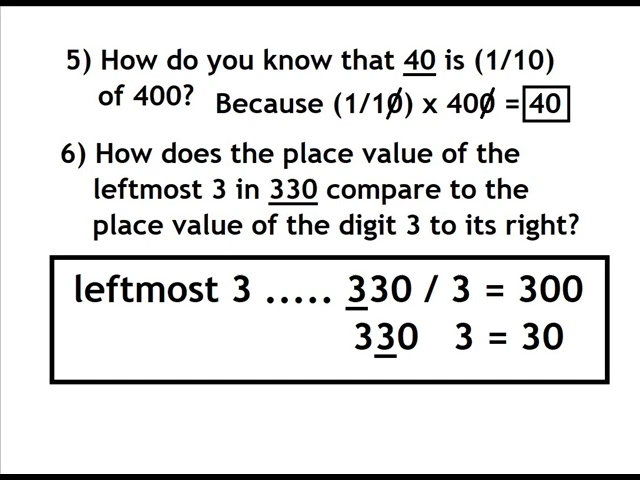 5) How do you know that 40 is (1/10)
of 400? Because (1/10) x 400 = 40
6) How does the place value of the
leftmost 3 in 330 compare to the
place value of the digit 3 to its right?
leftmost 3 ..... 330 / 3 = 300
330 3 = 30